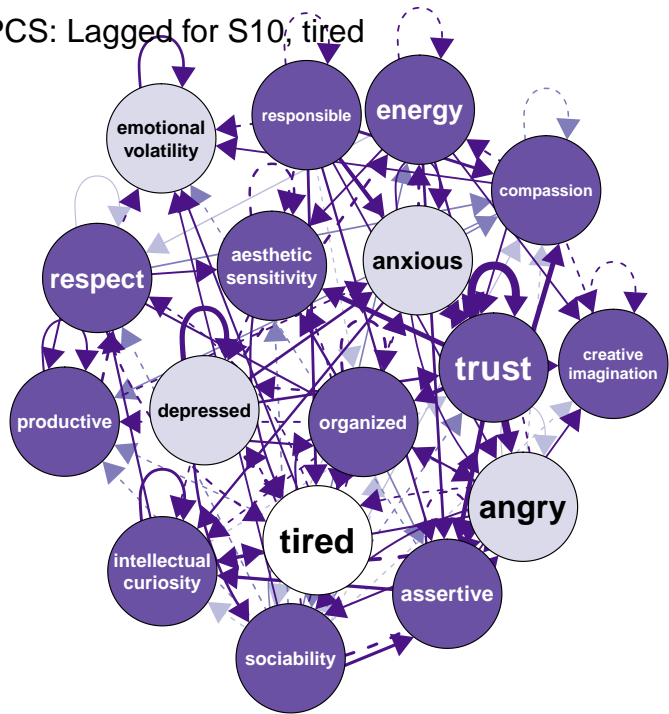 PCS: Lagged for S10, tired
emotional
volatility
responsible
energy
compassion
respect
aesthetic
sensitivity
anxious
trust
creative
imagination
productive
depressed
organized
angry
tired
intellectual
curiosity
assertive
sociability